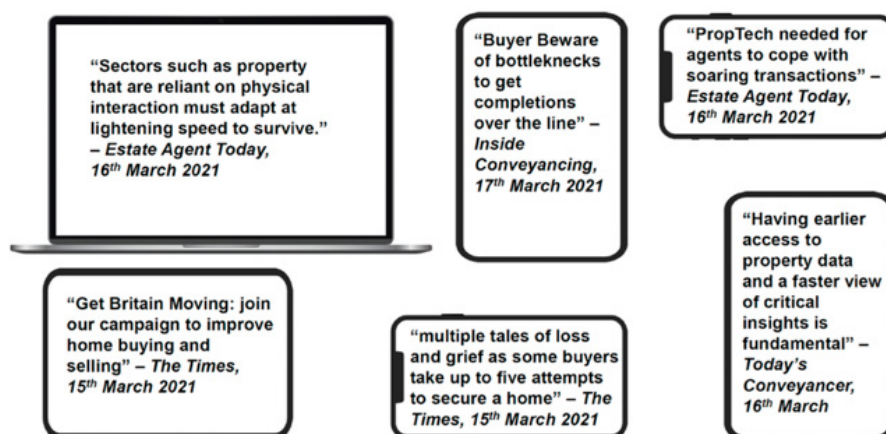 “Sectors such as property
that are reliant on physical
interaction must adapt at
lightening speed to survive.”
– Estate Agent Today,
16th March 2021
“Buyer Beware
of bottleknecks
to get
completions
over the line” –
Inside
Conveyancing,
17th March 2021
“PropTech needed for
agents to cope with
soaring transactions” –
Estate Agent Today,
16th March 2021
“Get Britain Moving: join
our campaign to improve
home buying and
selling” – The Times,
15th March 2021
“multiple tales of loss
and grief as some buyers
take up to five attempts
to secure a home” – The
Times, 15th March 2021
“Having earlier
access to
property data
and a faster view
of critical
insights is
fundamental” –
Today’s
Conveyancer,
16th March